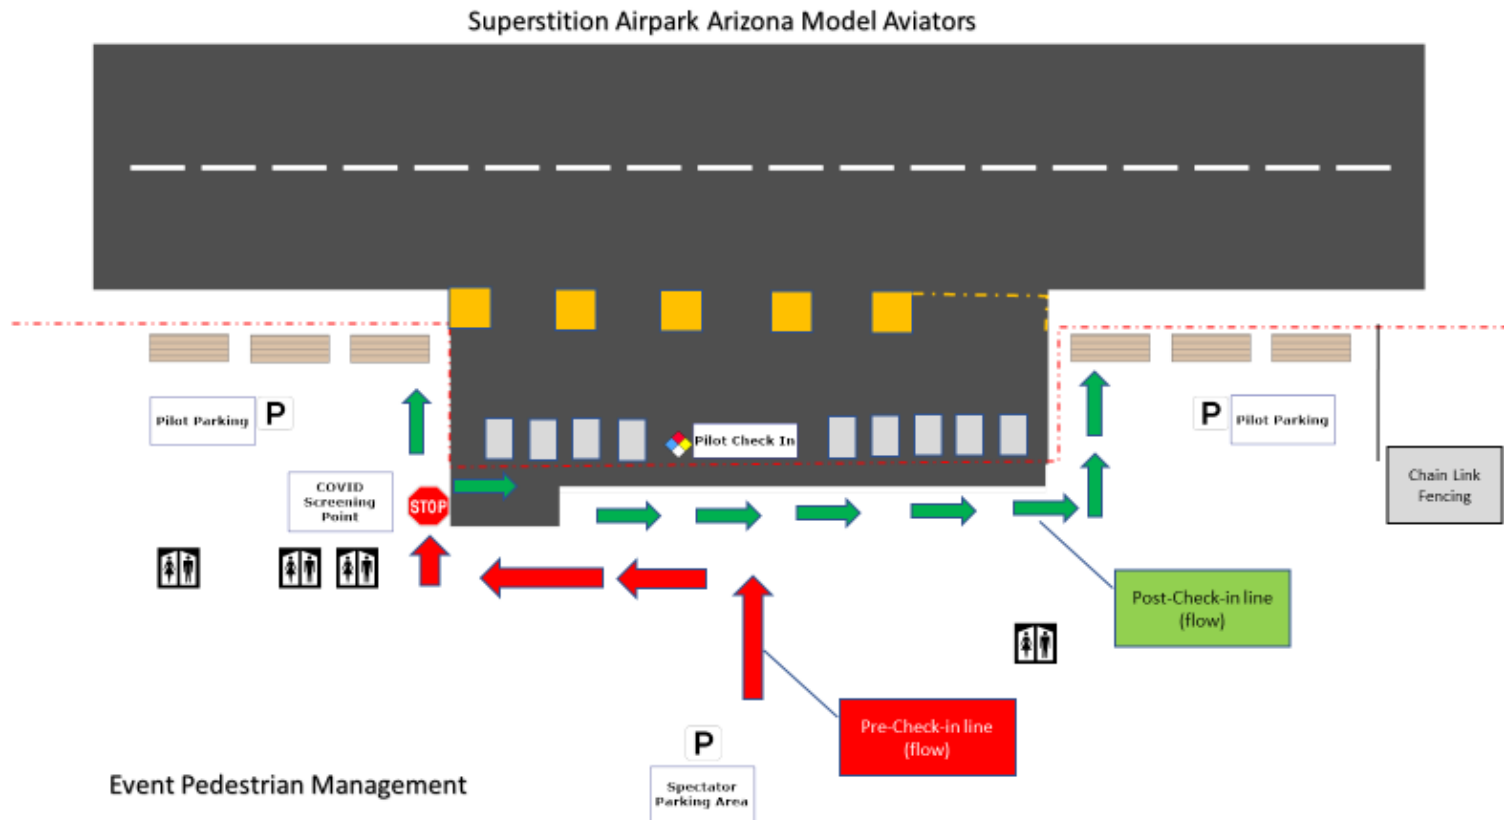 Superstition Airpark Arizona Model Aviators
Pilot Parking
P
Pilot Check In
P
Pilot Parking
COVID
Screening
Point
STOP
Chain Link
Fencing
Post-Check-in line
(flow)
Pre-Check-in line
(flow)
P
Spectator
Parking Area
Event Pedestrian Management